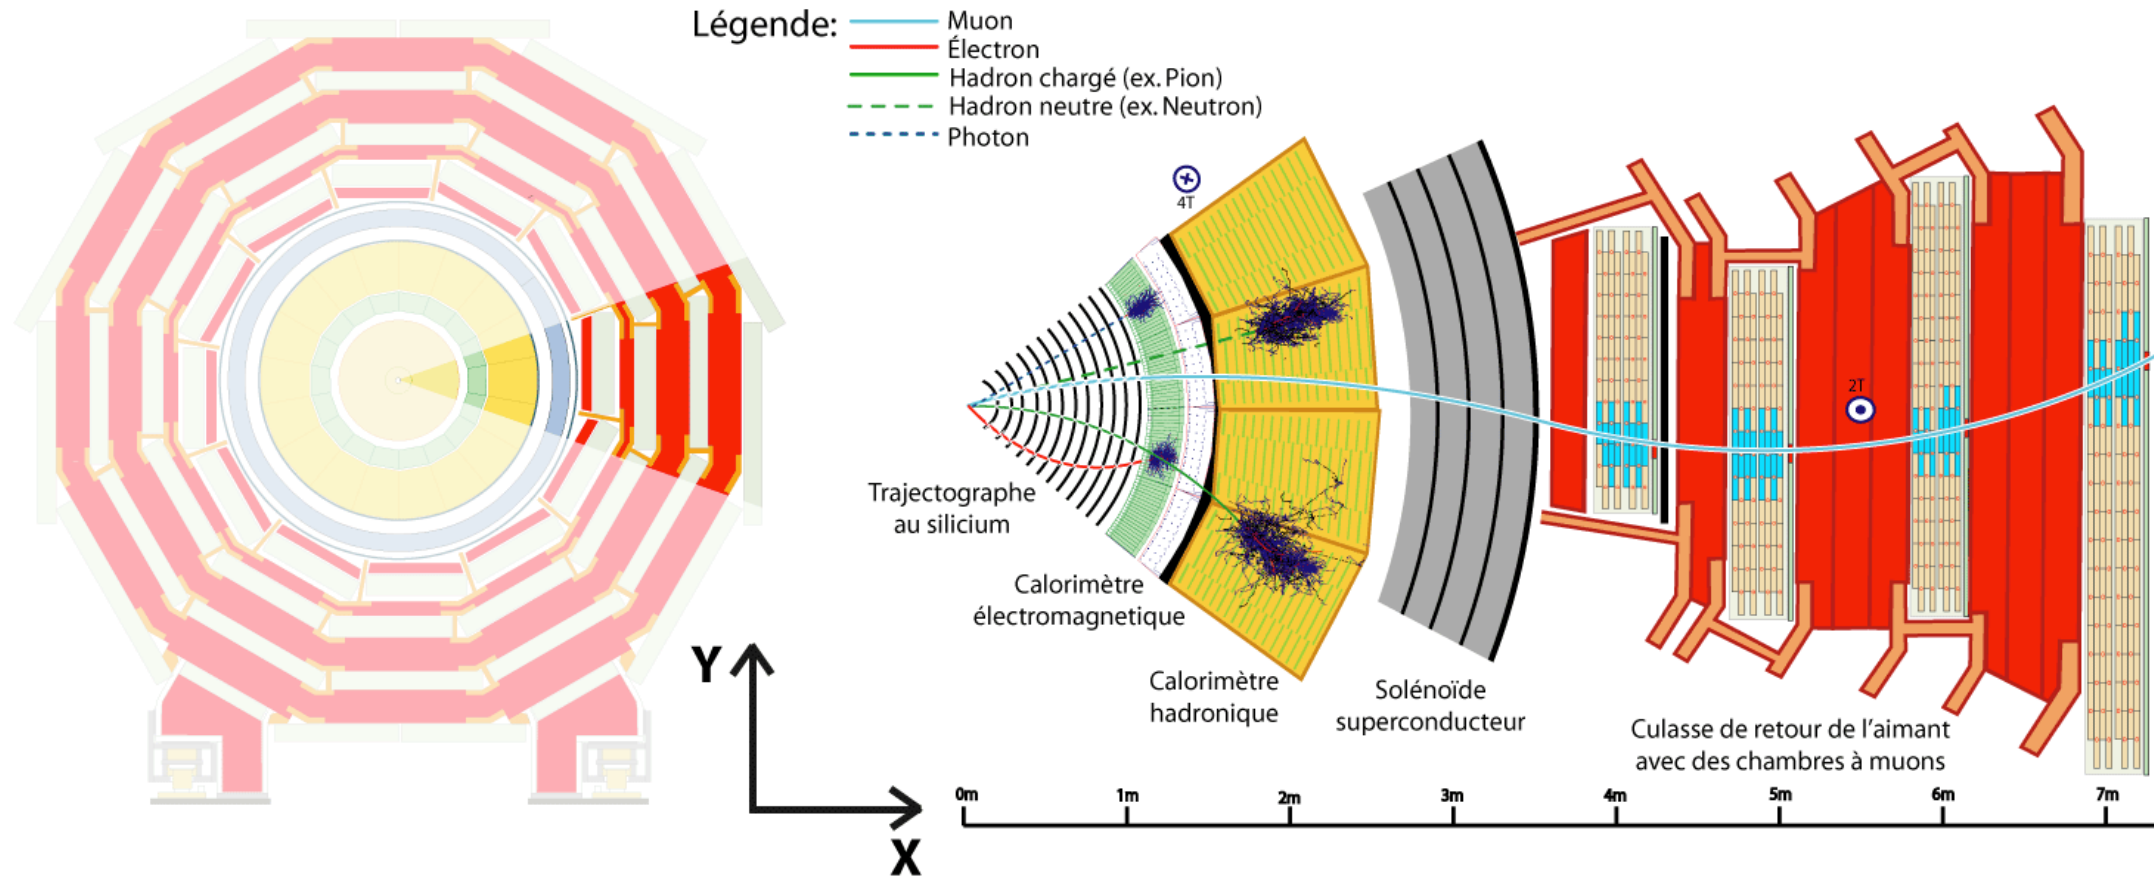 Légende:
Muon
Électron
Hadron chargé (ex. Pion)
Hadron neutre (ex. Neutron)
Photon
4T
2T
Trajectographe
au silicium
Calorimètre
électromagnetique
Calorimètre
hadronique
Solénoïde
superconducteur
Culasse de retour de l'aimant
avec des chambres à muons
Y
X
0m 1m 2m 3m 4m 5m 6m 7m